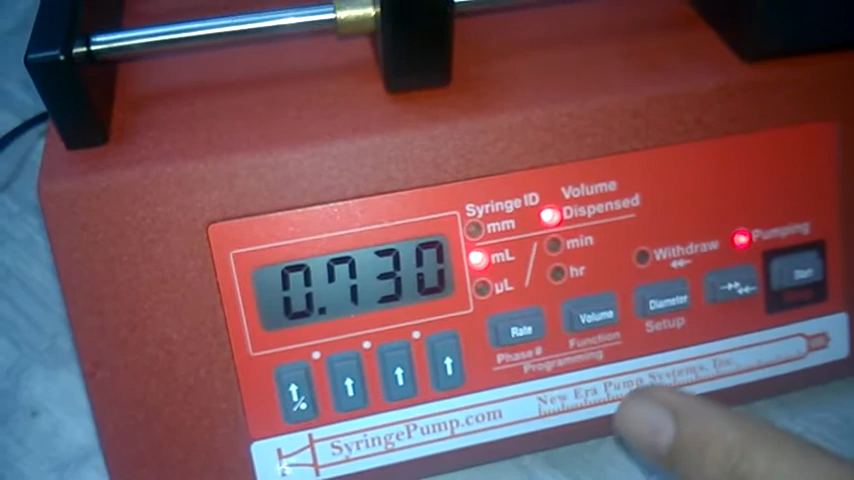 Syringe ID
mm
mL
uL
/
Volume
Dispensed
min
hr
Withdraw
Pumping
0.730
Rate
Volume
Diameter
Start
Phase #
Function
Programming
Setup
%
SyringePump.com
New Era Pump Systems, Inc.